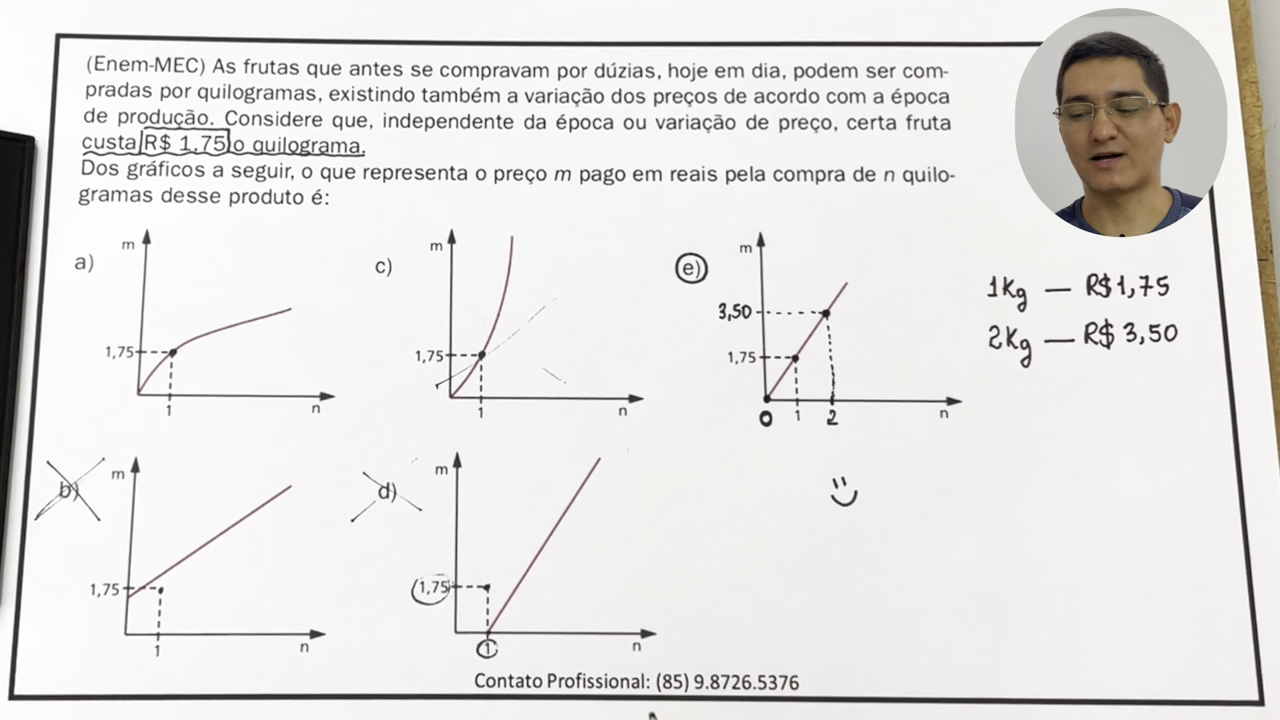 (Enem-MEC) As frutas que antes se compravam por dúzias, hoje em dia, podem ser com-
pradas por quilogramas, existindo também a variação dos preços de acordo com a época
de produção. Considere que, independente da época ou variação de preço, certa fruta
custa R$ 1,75 o quilograma.
Dos gráficos a seguir, o que representa o preço m pago em reais pela compra de n quilo-
gramas desse produto é:
a)
m
1,75
1
n
c)
m
1,75
1
n
e)
m
3,50
1,75
0
1
2
n
1Kg — R$1,75
2Kg — R$ 3,50
b)
m
1,75
1
n
d)
m
1,75
1
n
Contato Profissional: (85) 9.8726.5376